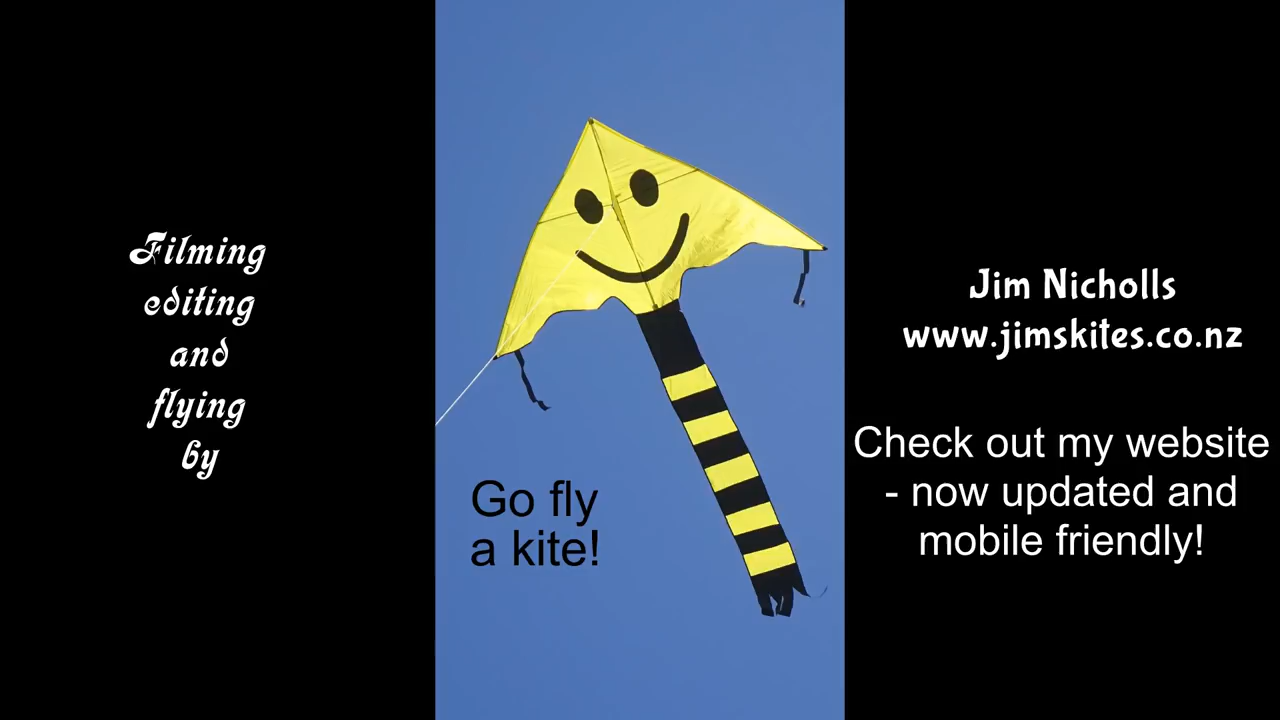 Filming
editing
and
flying
by
Go fly
a kite!
Jim Nicholls
www.jimskites.co.nz
Check out my website
- now updated and
mobile friendly!